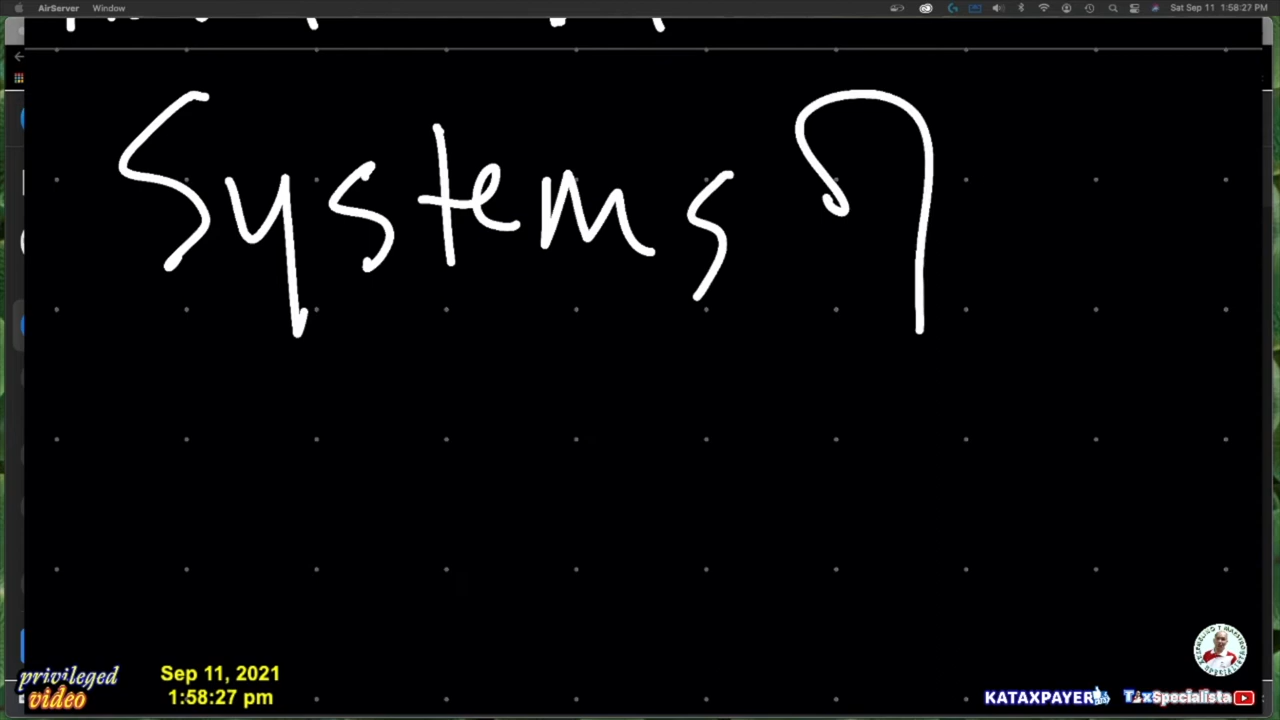 AirServer Window Sat Sep 11 1:58:27 PM
Systems
privileged
video
Sep 11, 2021
1:58:27 pm
KATAXPAYER TaxSpecialista